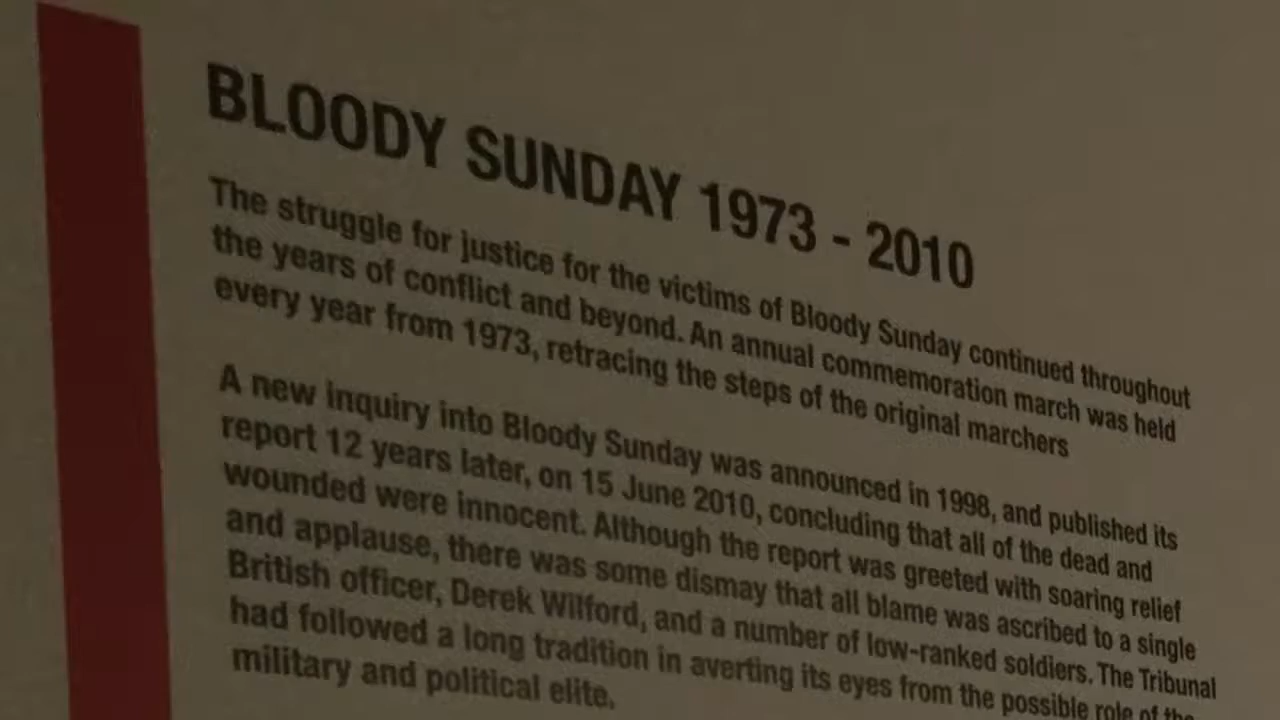 BLOODY SUNDAY 1973 - 2010
The struggle for justice for the victims of Bloody Sunday continued throughout
the years of conflict and beyond. An annual commemoration march was held
every year from 1973, retracing the steps of the original marchers
A new inquiry into Bloody Sunday was announced in 1998, and published its
report 12 years later, on 15 June 2010, concluding that all of the dead and
wounded were innocent. Although the report was greeted with soaring relief
and applause, there was some dismay that all blame was ascribed to a single
British officer, Derek Wilford, and a number of low-ranked soldiers. The Tribunal
had followed a long tradition in averting its eyes from the possible role of the
military and political elite.